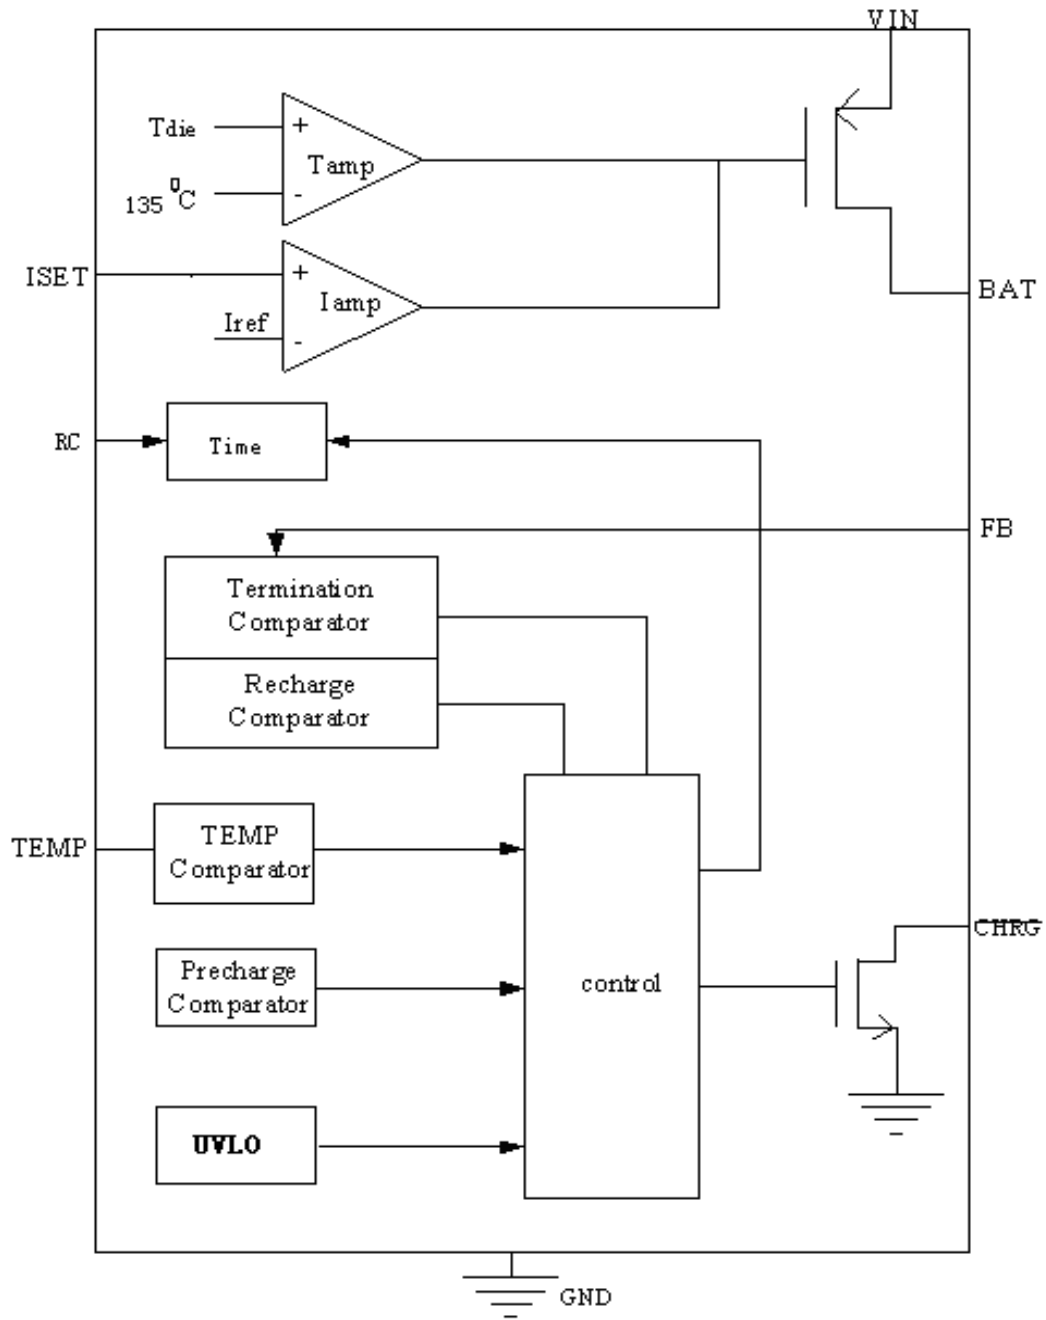 VIN
Tdie
+
Tamp
135 ⁰C
-
ISET
+
Iamp
BAT
Iref
-
RC
Time
FB
Termination
Comparator
Recharge
Comparator
TEMP
TEMP
Comparator
CHRG
Precharge
Comparator
control
UVLO
GND